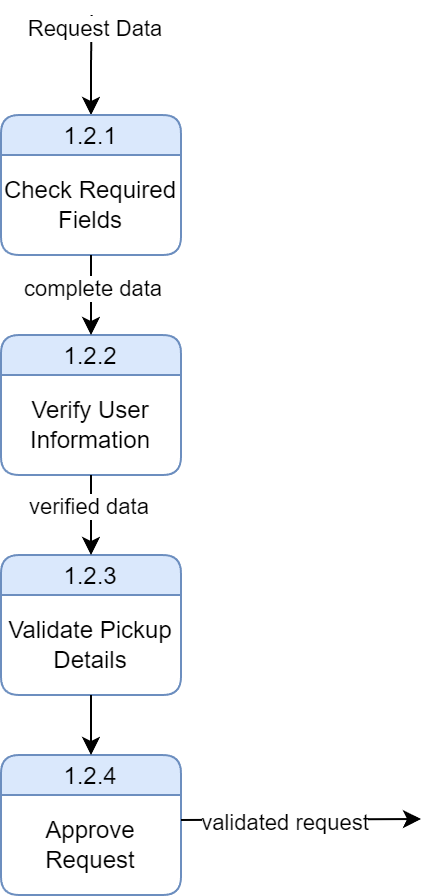 Request Data
1.2.1
Check Required
Fields
complete data
1.2.2
Verify User
Information
verified data
1.2.3
Validate Pickup
Details
1.2.4
Approve
Request
validated request